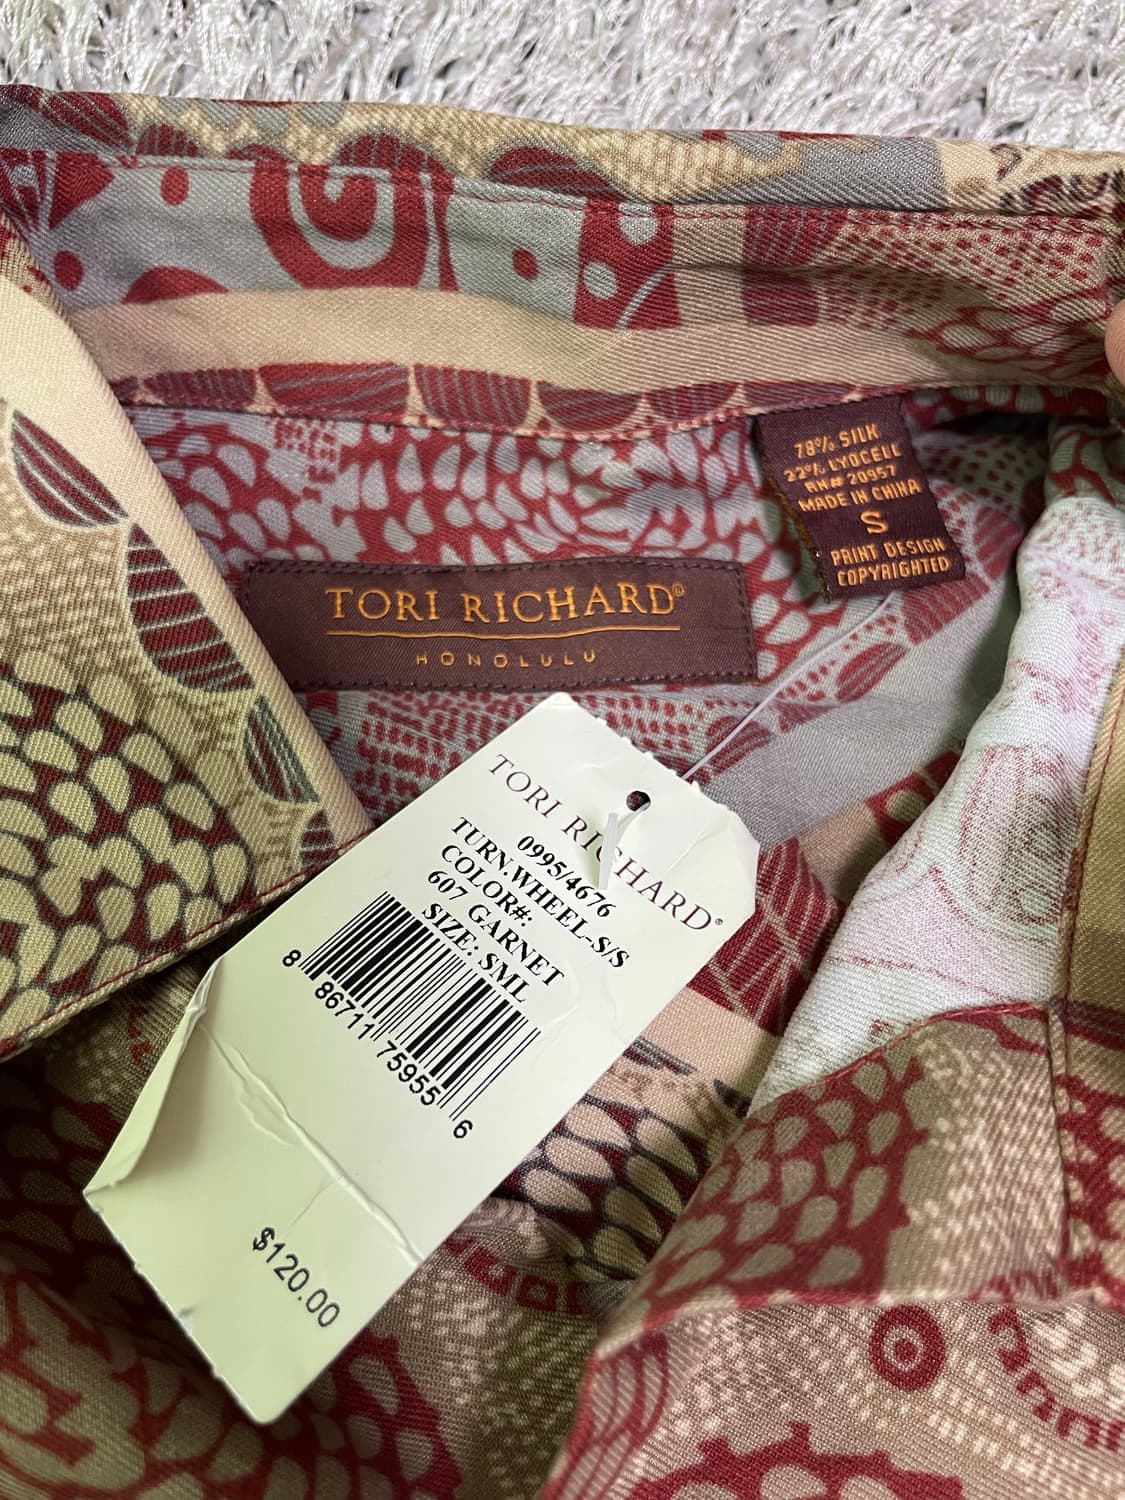 78% SILK
22% LYOCELL
RN# 20957
MADE IN CHINA
S
PRINT DESIGN
COPYRIGHTED
TORI RICHARD®
HONOLULU
TORI RICHARD®
0995/4676
TURN.WHEEL-S/S
COLOR#:
607 GARNET
SIZE: SML
8 86711 75955 6
$120.00